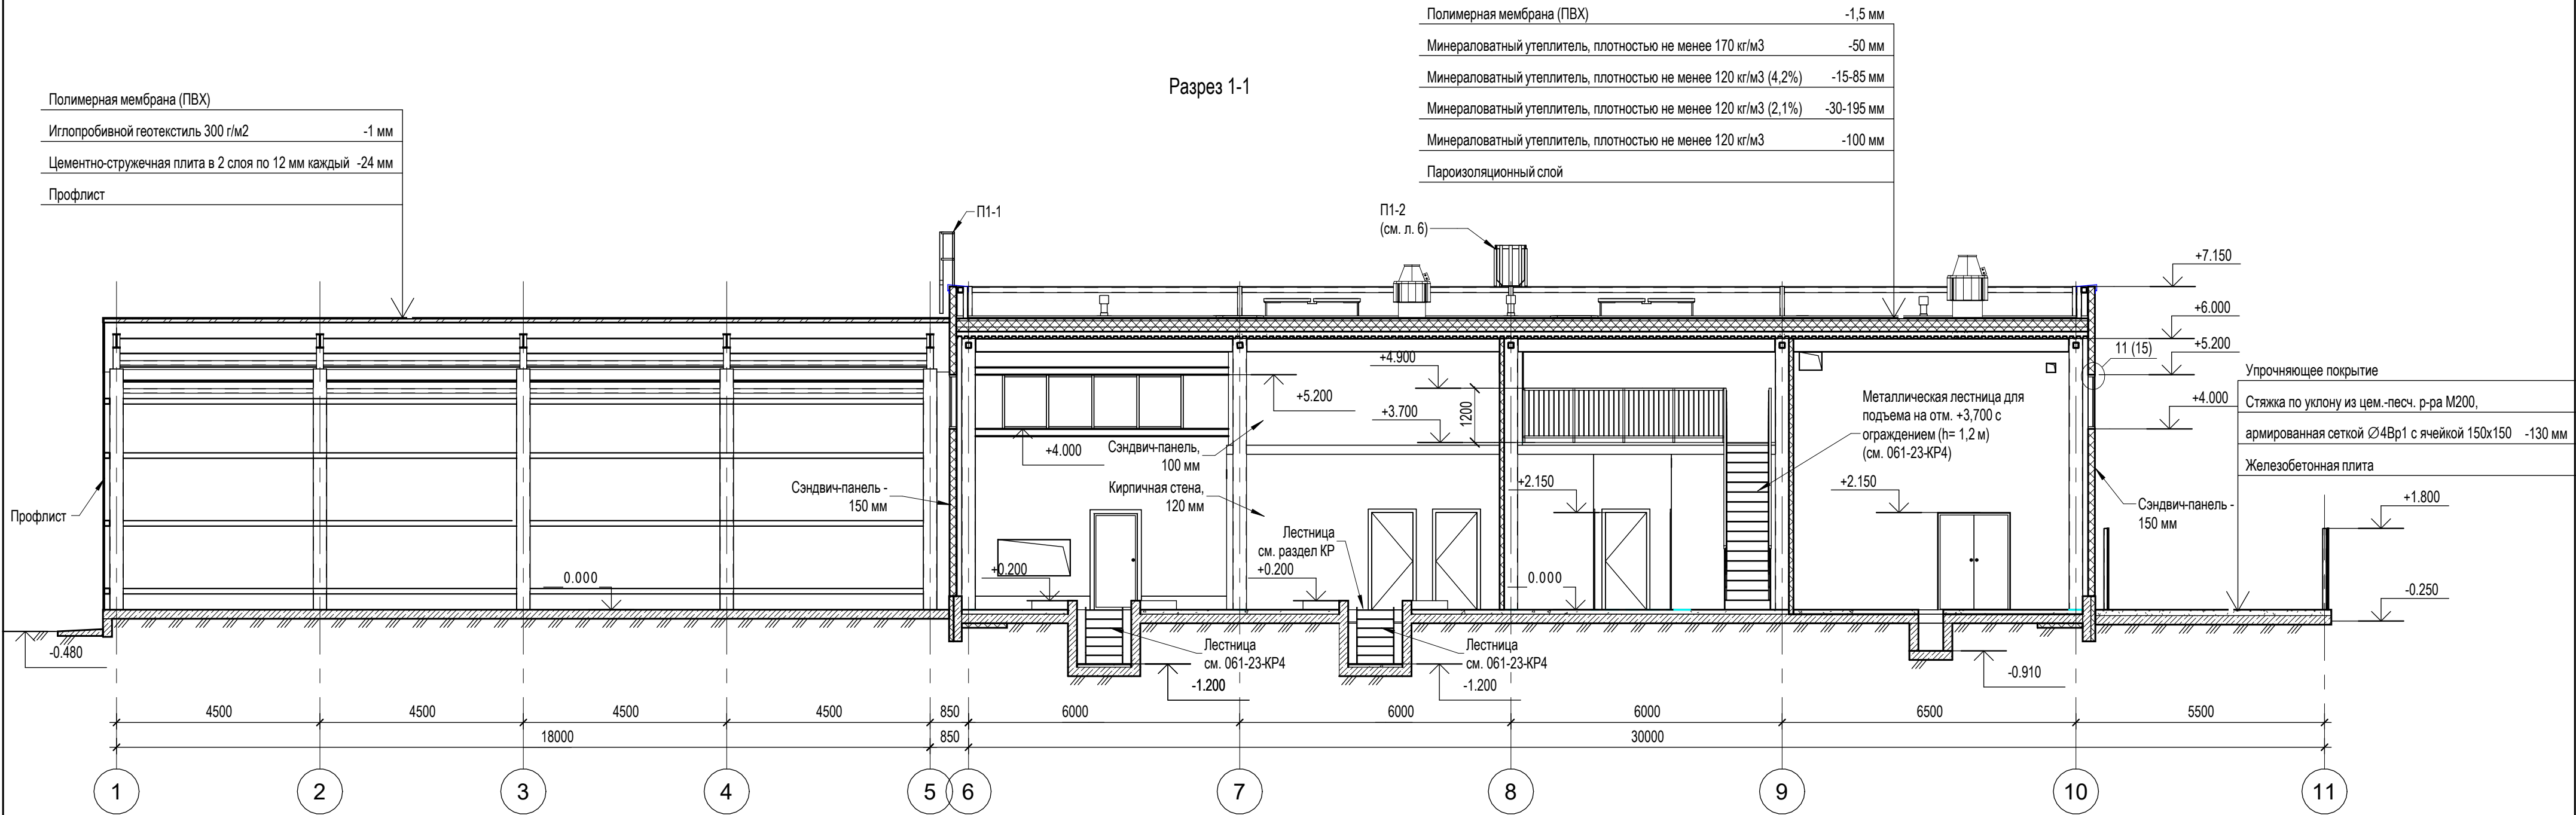 Разрез 1-1
Полимерная мембрана (ПВХ)
Иглопробивной геотекстиль 300 г/м2 -1 мм
Цементно-стружечная плита в 2 слоя по 12 мм каждый -24 мм
Профлист
Полимерная мембрана (ПВХ) -1,5 мм
Минераловатный утеплитель, плотностью не менее 170 кг/м3 -50 мм
Минераловатный утеплитель, плотностью не менее 120 кг/м3 (4,2%) -15-85 мм
Минераловатный утеплитель, плотностью не менее 120 кг/м3 (2,1%) -30-195 мм
Минераловатный утеплитель, плотностью не менее 120 кг/м3 -100 мм
Пароизоляционный слой
П1-1
П1-2
(см. л. 6)
+7.150
+6.000
+5.200
11 (15)
+4.000
Упрочняющее покрытие
Стяжка по уклону из цем.-песч. р-ра М200,
армированная сеткой ∅4Вр1 с ячейкой 150х150 -130 мм
Железобетонная плита
+4.900
+5.200
+3.700
1200
+4.000
Сэндвич-панель,
100 мм
Металлическая лестница для
подъема на отм. +3,700 с
ограждением (h= 1,2 м)
(см. 061-23-КР4)
Профлист
Сэндвич-панель -
150 мм
Кирпичная стена,
120 мм
+2.150
+2.150
Сэндвич-панель -
150 мм
+1.800
Лестница
см. раздел КР
0.000
+0.200
+0.200
0.000
-0.250
-0.480
Лестница
см. 061-23-КР4
-1.200
Лестница
см. 061-23-КР4
-1.200
-0.910
4500 4500 4500 4500 850 6000 6000 6000 6500 5500
18000 850 30000
1 2 3 4 5 6 7 8 9 10 11